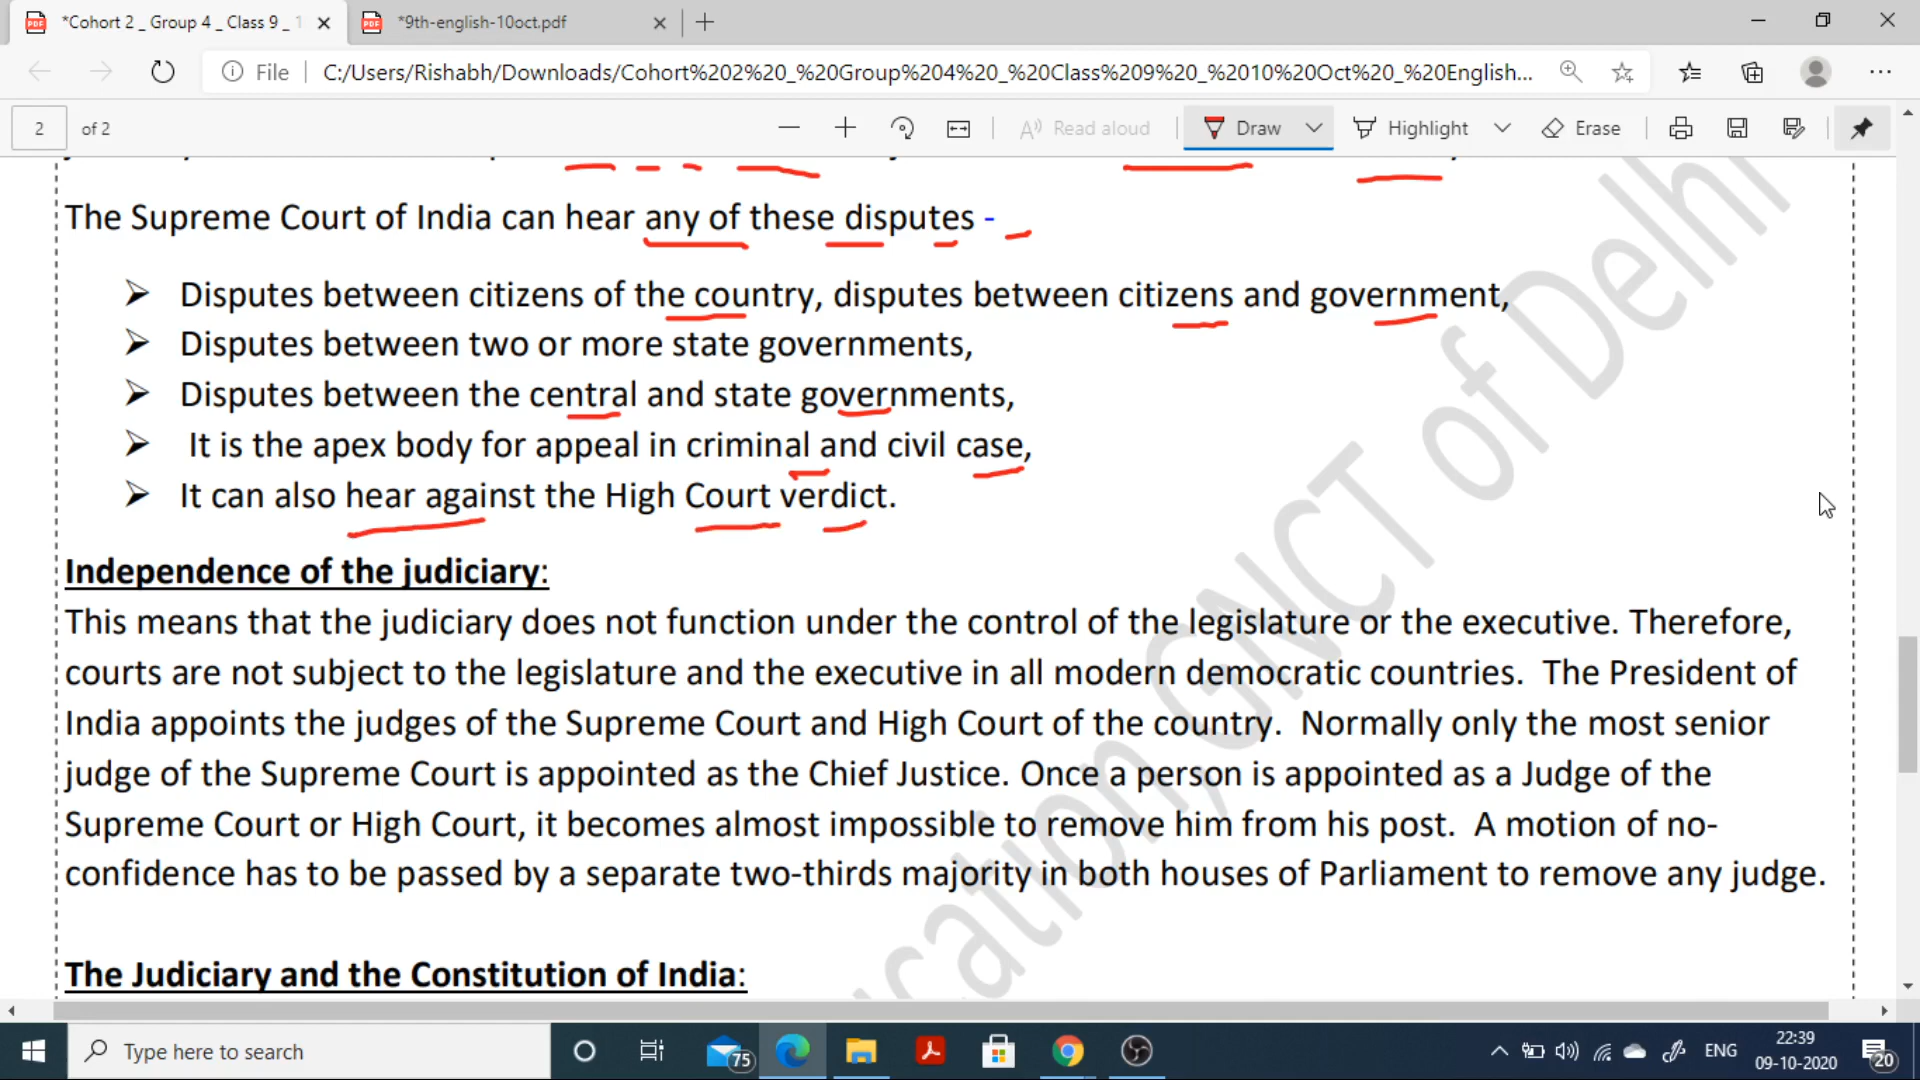 *Cohort 2 _ Group 4 _ Class 9 _ 1
*9th-english-10oct.pdf
File
C:/Users/Rishabh/Downloads/Cohort%202%20_%20Group%204%20_%20Class%209%20_%2010%20Oct%20_%20English...
2 of 2
Read aloud
Draw
Highlight
Erase
The Supreme Court of India can hear any of these disputes -
➢ Disputes between citizens of the country, disputes between citizens and government,
➢ Disputes between two or more state governments,
➢ Disputes between the central and state governments,
➢ It is the apex body for appeal in criminal and civil case,
➢ It can also hear against the High Court verdict.
Independence of the judiciary:
This means that the judiciary does not function under the control of the legislature or the executive. Therefore,
courts are not subject to the legislature and the executive in all modern democratic countries. The President of
India appoints the judges of the Supreme Court and High Court of the country. Normally only the most senior
judge of the Supreme Court is appointed as the Chief Justice. Once a person is appointed as a Judge of the
Supreme Court or High Court, it becomes almost impossible to remove him from his post. A motion of no-
confidence has to be passed by a separate two-thirds majority in both houses of Parliament to remove any judge.
The Judiciary and the Constitution of India:
ucation, GNCT of Delhi
Type here to search
75
ENG
22:39
09-10-2020
20